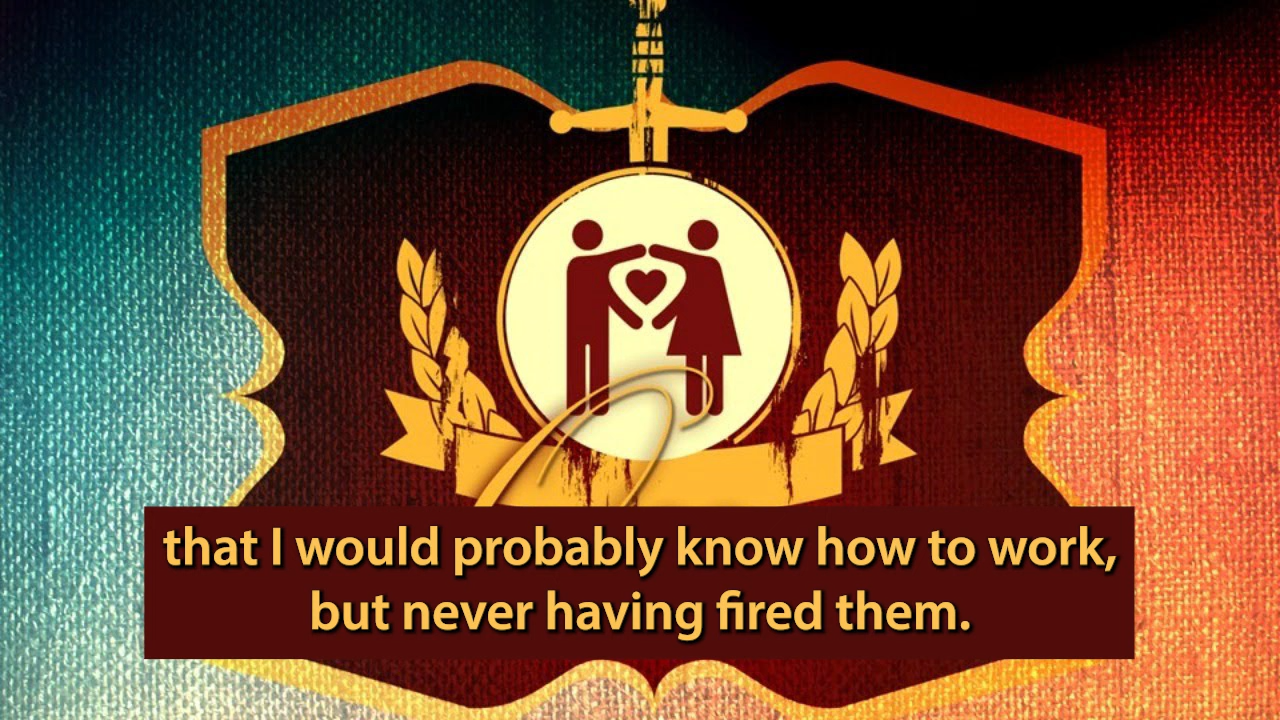 that I would probably know how to work,
but never having fired them.